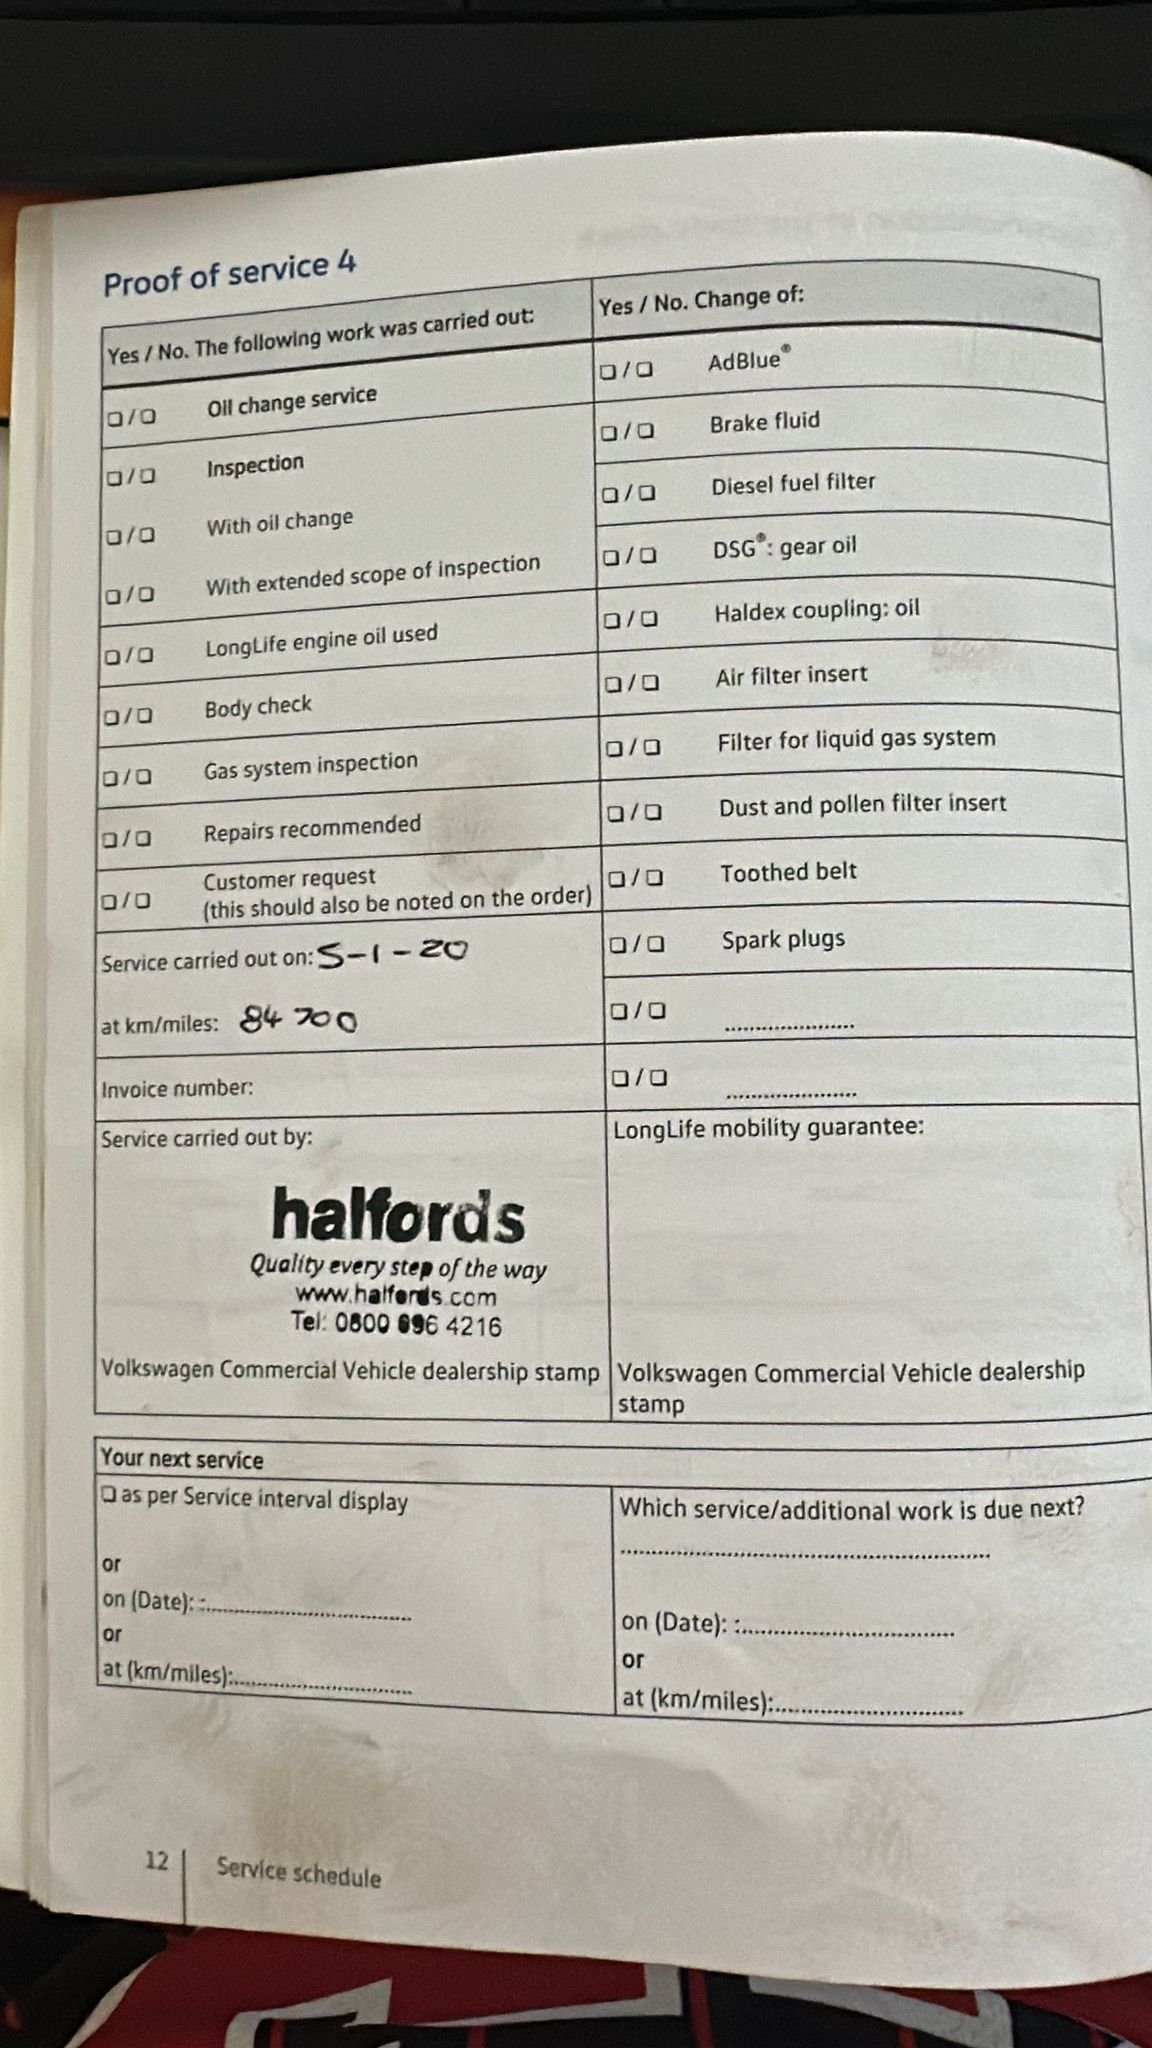 Proof of service 4
Yes / No. The following work was carried out:
❏/❏ Oil change service
❏/❏ Inspection
❏/❏ With oil change
❏/❏ With extended scope of inspection
❏/❏ LongLife engine oil used
❏/❏ Body check
❏/❏ Gas system inspection
❏/❏ Repairs recommended
❏/❏ Customer request
(this should also be noted on the order)
Service carried out on: 5-1-20
at km/miles: 84700
Invoice number:
Service carried out by:
halfords
Quality every step of the way
www.halfords.com
Tel: 0800 096 4216
Volkswagen Commercial Vehicle dealership stamp
Yes / No. Change of:
❏/❏ AdBlue®
❏/❏ Brake fluid
❏/❏ Diesel fuel filter
❏/❏ DSG®: gear oil
❏/❏ Haldex coupling: oil
❏/❏ Air filter insert
❏/❏ Filter for liquid gas system
❏/❏ Dust and pollen filter insert
❏/❏ Toothed belt
❏/❏ Spark plugs
❏/❏ ......................
❏/❏ ......................
LongLife mobility guarantee:
Volkswagen Commercial Vehicle dealership
stamp
Your next service
❏ as per Service interval display
or
on (Date): :..................................
or
at (km/miles):..............................
Which service/additional work is due next?
............................................................
on (Date): :..................................
or
at (km/miles):..............................
12 Service schedule